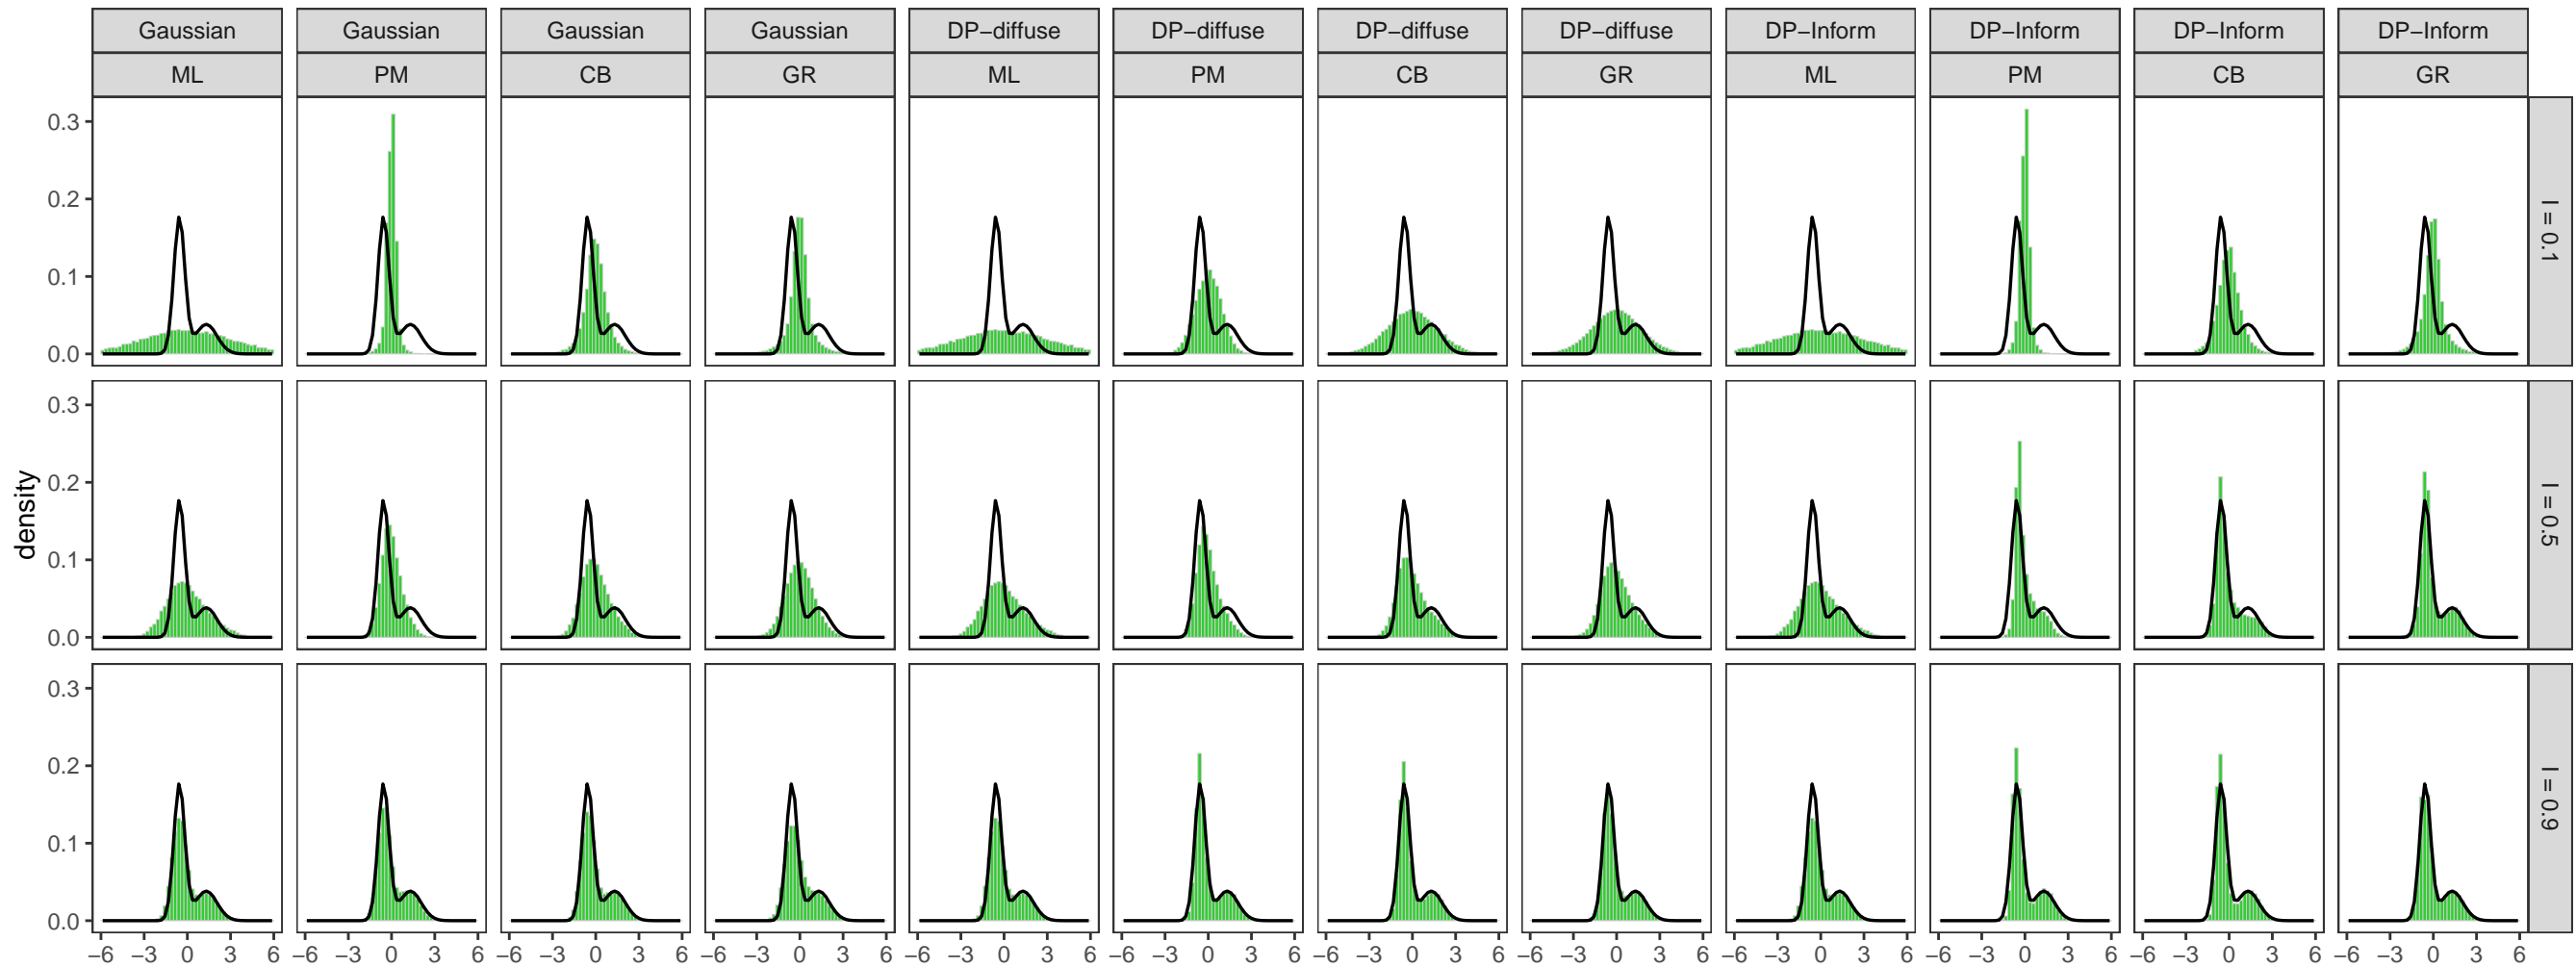 Gaussian Gaussian Gaussian Gaussian DP−diffuse DP−diffuse DP−diffuse DP−diffuse DP−Inform DP−Inform DP−Inform DP−Inform
ML PM CB GR ML PM CB GR ML PM CB GR
0.3
0.2
0.1
0.0
I = 0.1
0.3
0.2
0.1
0.0
I = 0.5
density
0.3
0.2
0.1
0.0
I = 0.9
−6 −3 0 3 6 −6 −3 0 3 6 −6 −3 0 3 6 −6 −3 0 3 6 −6 −3 0 3 6 −6 −3 0 3 6 −6 −3 0 3 6 −6 −3 0 3 6 −6 −3 0 3 6 −6 −3 0 3 6 −6 −3 0 3 6 −6 −3 0 3 6